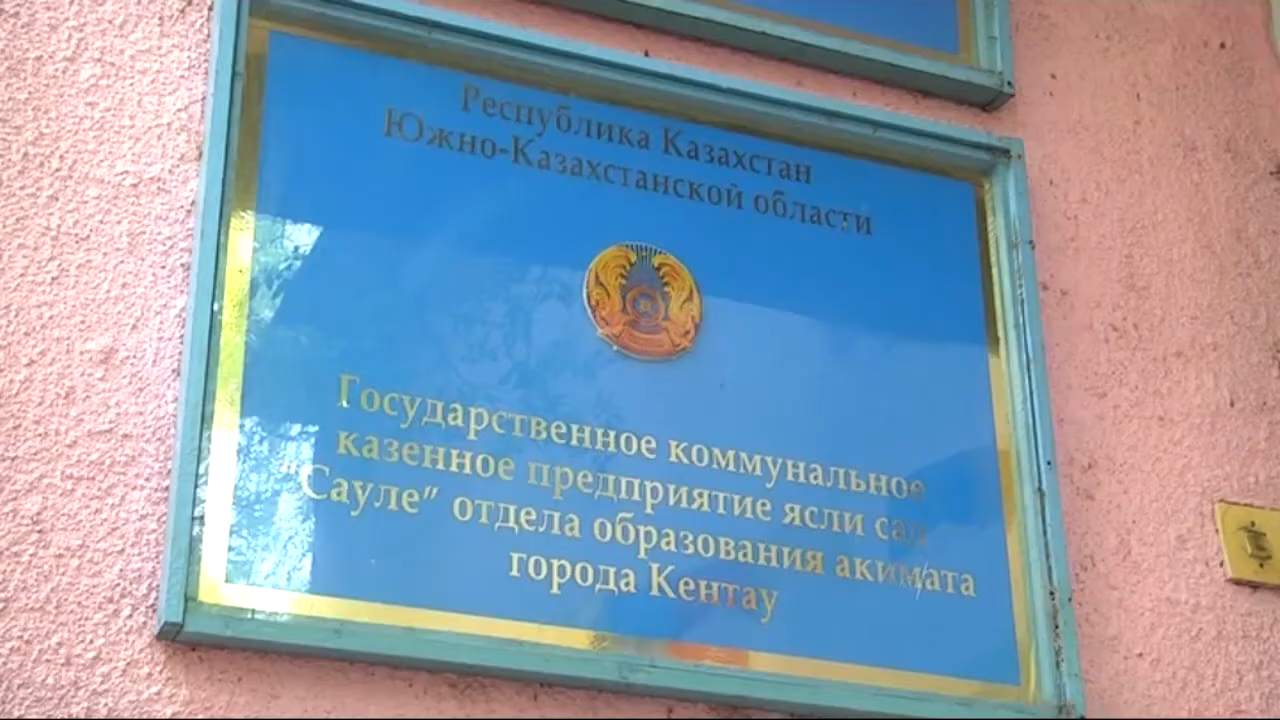 Республика Казахстан
Южно-Казахстанской области
Государственное коммунальное
казенное предприятие ясли сад
"Сауле" отдела образования акимата
города Кентау